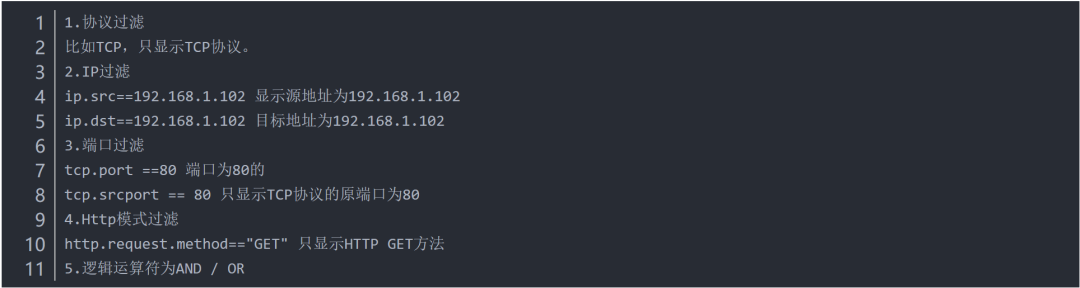 1 1.协议过滤
2 比如TCP，只显示TCP协议。
3 2.IP过滤
4 ip.src==192.168.1.102 显示源地址为192.168.1.102
5 ip.dst==192.168.1.102 目标地址为192.168.1.102
6 3.端口过滤
7 tcp.port ==80 端口为80的
8 tcp.srcport == 80 只显示TCP协议的原端口为80
9 4.Http模式过滤
10 http.request.method=="GET" 只显示HTTP GET方法
11 5.逻辑运算符为AND / OR